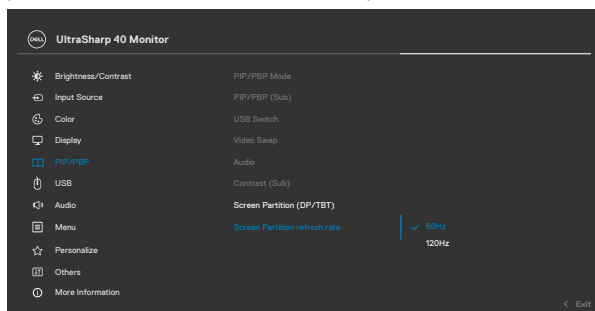 DELL UltraSharp 40 Monitor
Brightness/Contrast PIP/PBP Mode
Input Source PIP/PBP (Sub)
Color USB Switch
Display Video Swap
PIP/PBP Audio
USB Contrast (Sub)
Audio Screen Partition (DP/TBT)
Menu Screen Partition refresh rate 60Hz
120Hz
Personalize
Others
More Information
Exit